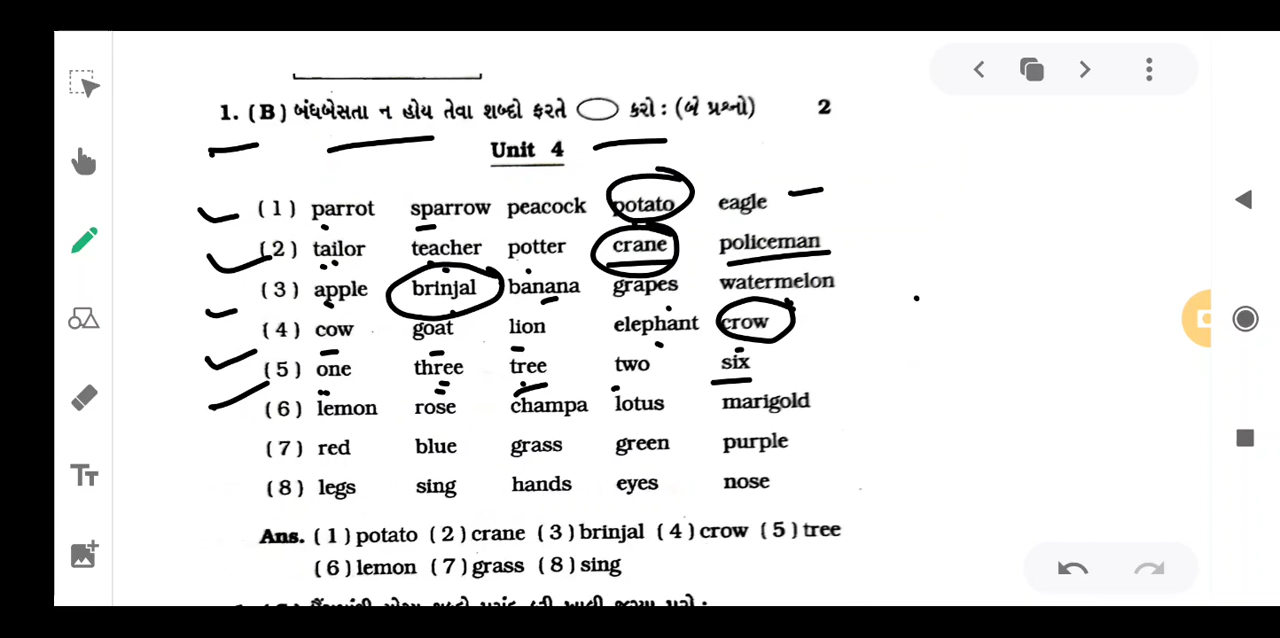 1. (B) બંધબેસતા ન હોય તેવા શબ્દો ફરતે કરો : (બે પ્રશ્નો) 2
Unit 4
(1) parrot sparrow peacock potato eagle
(2) tailor teacher potter crane policeman
(3) apple brinjal banana grapes watermelon
(4) cow goat lion elephant crow
(5) one three tree two six
(6) lemon rose champa lotus marigold
(7) red blue grass green purple
(8) legs sing hands eyes nose
Ans. (1) potato (2) crane (3) brinjal (4) crow (5) tree
(6) lemon (7) grass (8) sing
TT